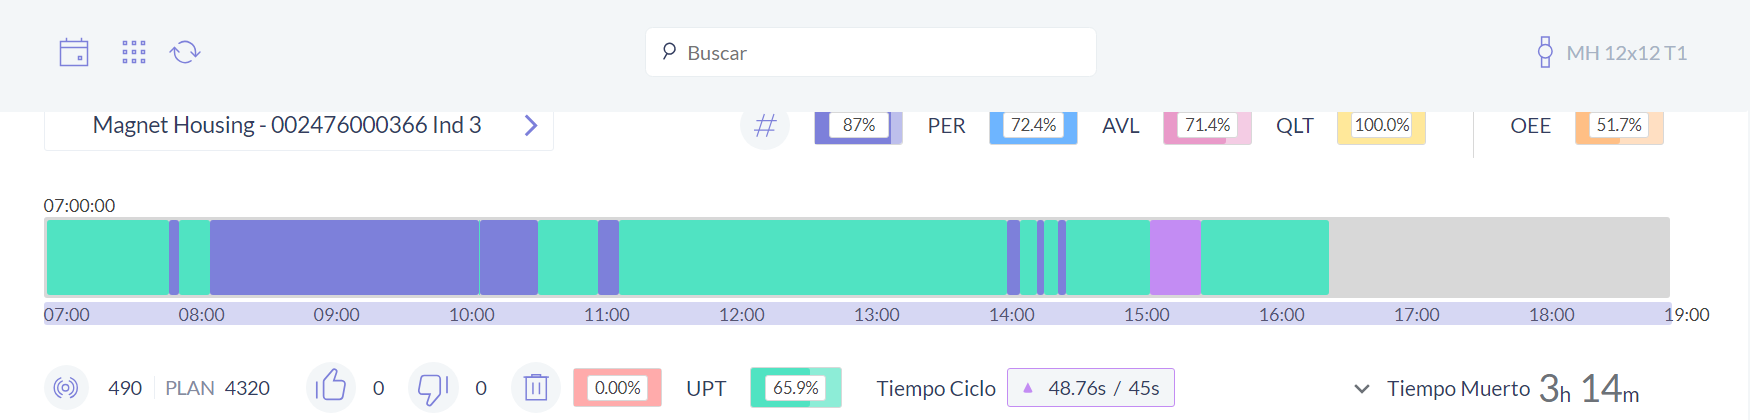 Buscar
MH 12x12 T1
Magnet Housing - 002476000366 Ind 3
# 87% PER 72.4% AVL 71.4% QLT 100.0% OEE 51.7%
07:00:00
07:00 08:00 09:00 10:00 11:00 12:00 13:00 14:00 15:00 16:00 17:00 18:00 19:00
490 PLAN 4320 0 0 0.00% UPT 65.9% Tiempo Ciclo 48.76s / 45s Tiempo Muerto 3h 14m